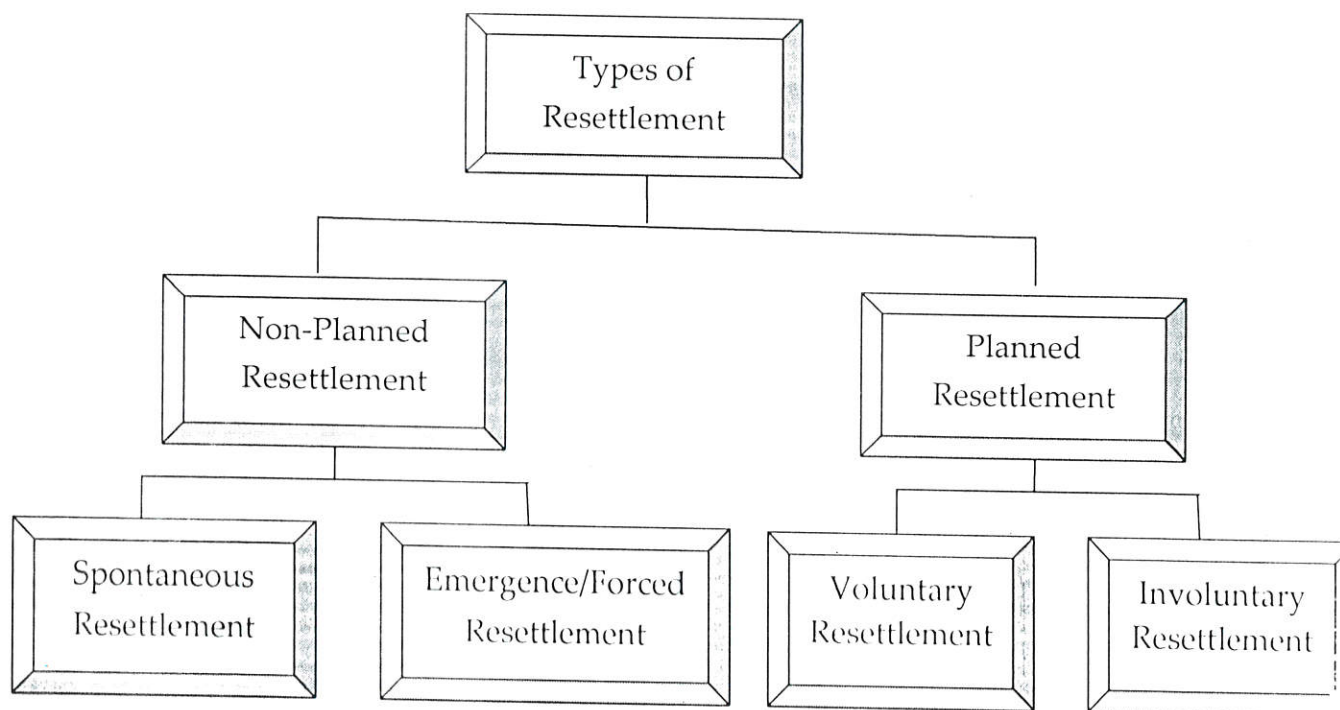 Types of
Resettlement
Non-Planned
Resettlement
Planned
Resettlement
Spontaneous
Resettlement
Emergence/Forced
Resettlement
Voluntary
Resettlement
Involuntary
Resettlement